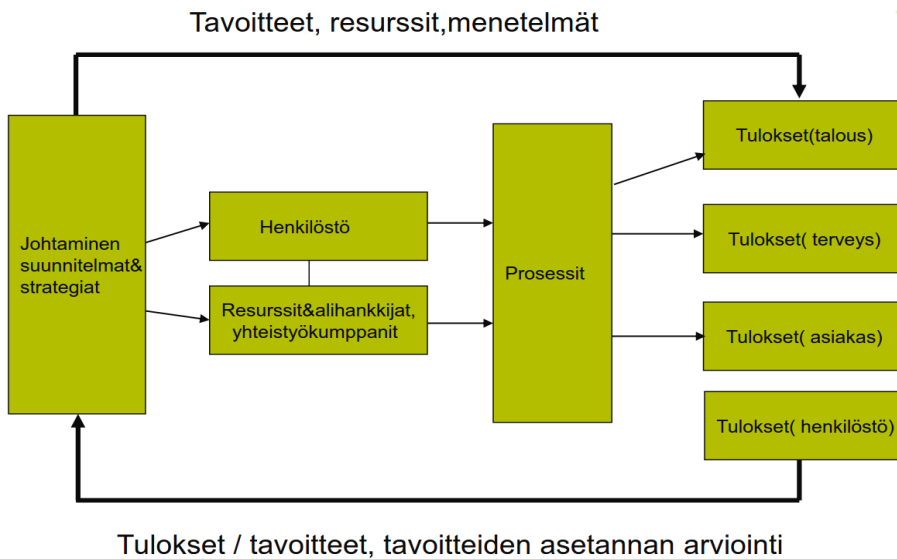 Tavoitteet, resurssit,menetelmät
Johtaminen
suunnitelmat&
strategiat
Henkilöstö
Resurssit&alihankkijat,
yhteistyökumppanit
Prosessit
Tulokset(talous)
Tulokset( terveys)
Tulokset( asiakas)
Tulokset( henkilöstö)
Tulokset / tavoitteet, tavoitteiden asetannan arviointi